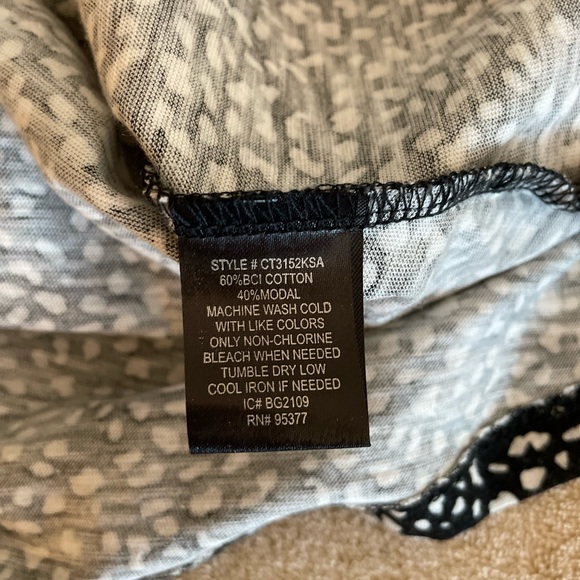 STYLE # CT3152KSA
60%BCI COTTON
40%MODAL
MACHINE WASH COLD
WITH LIKE COLORS
ONLY NON-CHLORINE
BLEACH WHEN NEEDED
TUMBLE DRY LOW
COOL IRON IF NEEDED
IC# BG2109
RN# 95377